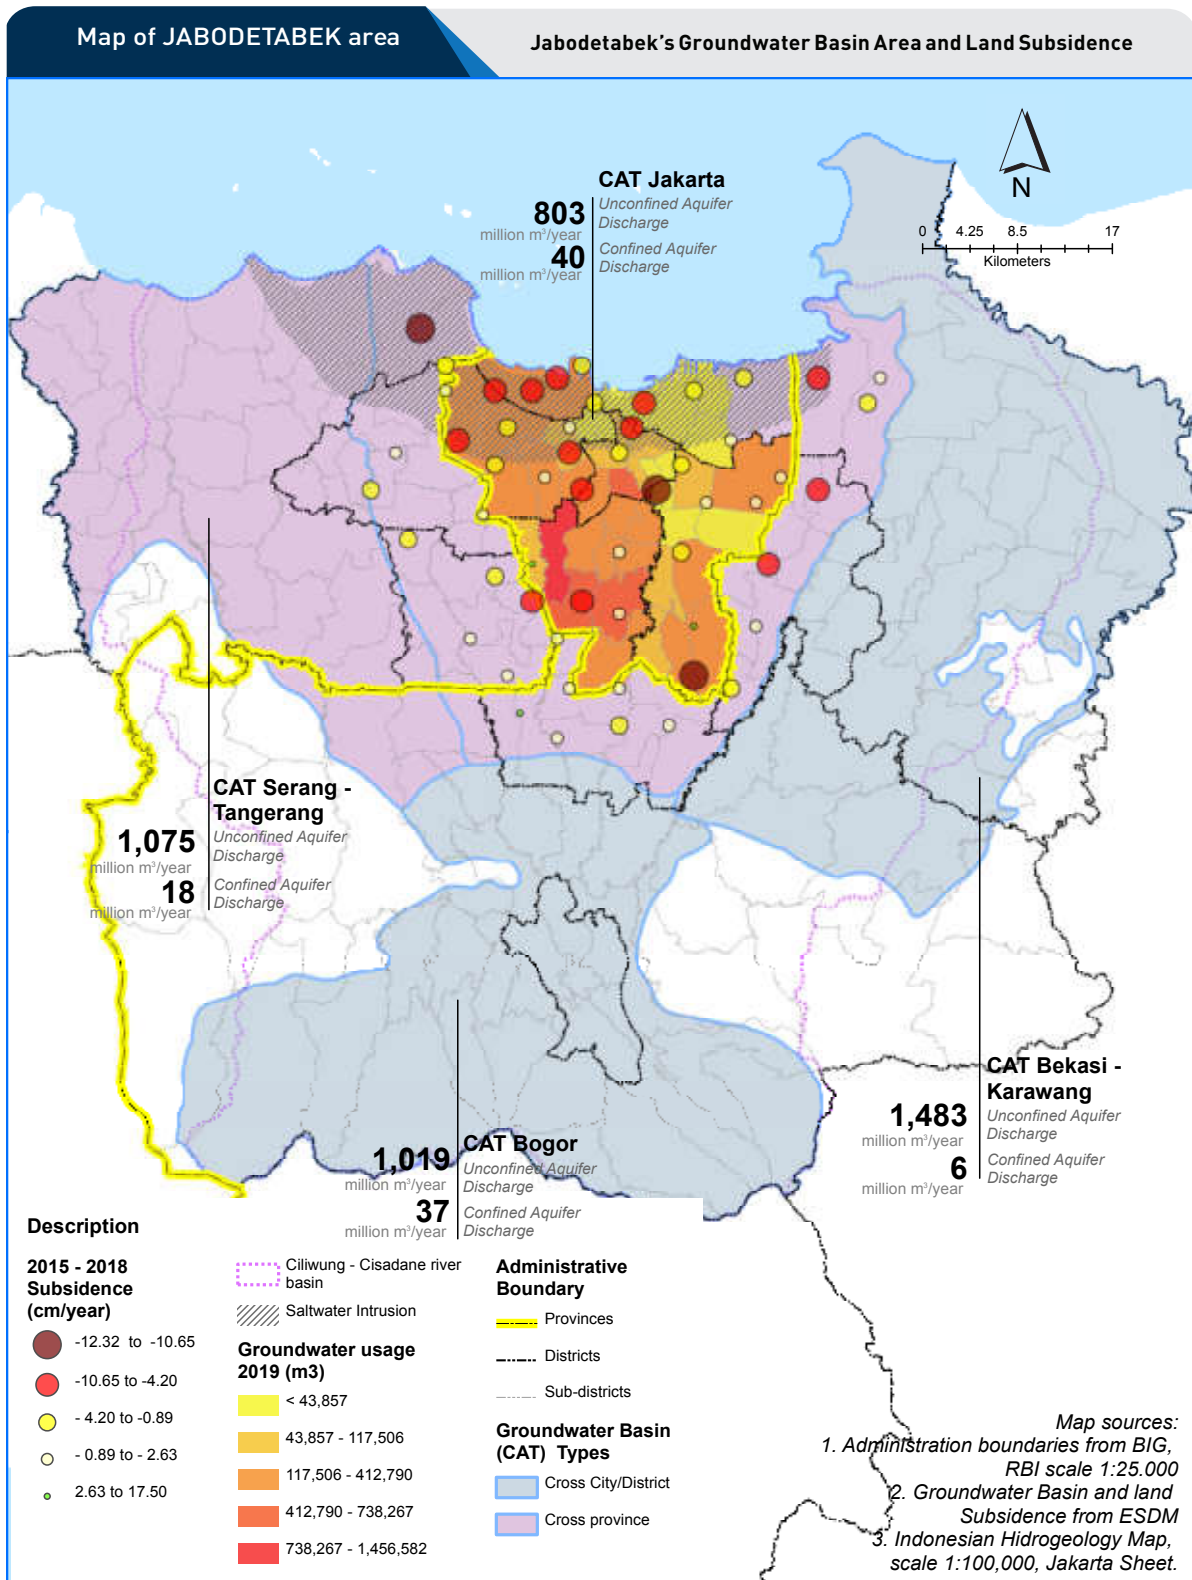 Map of JABODETABEK area
Jabodetabek's Groundwater Basin Area and Land Subsidence
N
0 4.25 8.5 17
Kilometers
CAT Jakarta
803
million m³/year
Unconfined Aquifer
Discharge
40
million m³/year
Confined Aquifer
Discharge
CAT Serang -
Tangerang
1,075
million m³/year
Unconfined Aquifer
Discharge
18
million m³/year
Confined Aquifer
Discharge
CAT Bekasi -
Karawang
1,483
million m³/year
Unconfined Aquifer
Discharge
6
million m³/year
Confined Aquifer
Discharge
CAT Bogor
1,019
million m³/year
Unconfined Aquifer
Discharge
37
million m³/year
Confined Aquifer
Discharge
Description
2015 - 2018
Subsidence
(cm/year)
-12.32 to -10.65
-10.65 to -4.20
- 4.20 to -0.89
- 0.89 to - 2.63
2.63 to 17.50
Ciliwung - Cisadane river
basin
Saltwater Intrusion
Groundwater usage
2019 (m3)
< 43,857
43,857 - 117,506
117,506 - 412,790
412,790 - 738,267
738,267 - 1,456,582
Administrative
Boundary
Provinces
Districts
Sub-districts
Groundwater Basin
(CAT) Types
Cross City/District
Cross province
Map sources:
1. Administration boundaries from BIG,
RBI scale 1:25.000
2. Groundwater Basin and land
Subsidence from ESDM
3. Indonesian Hidrogeology Map,
scale 1:100,000, Jakarta Sheet.